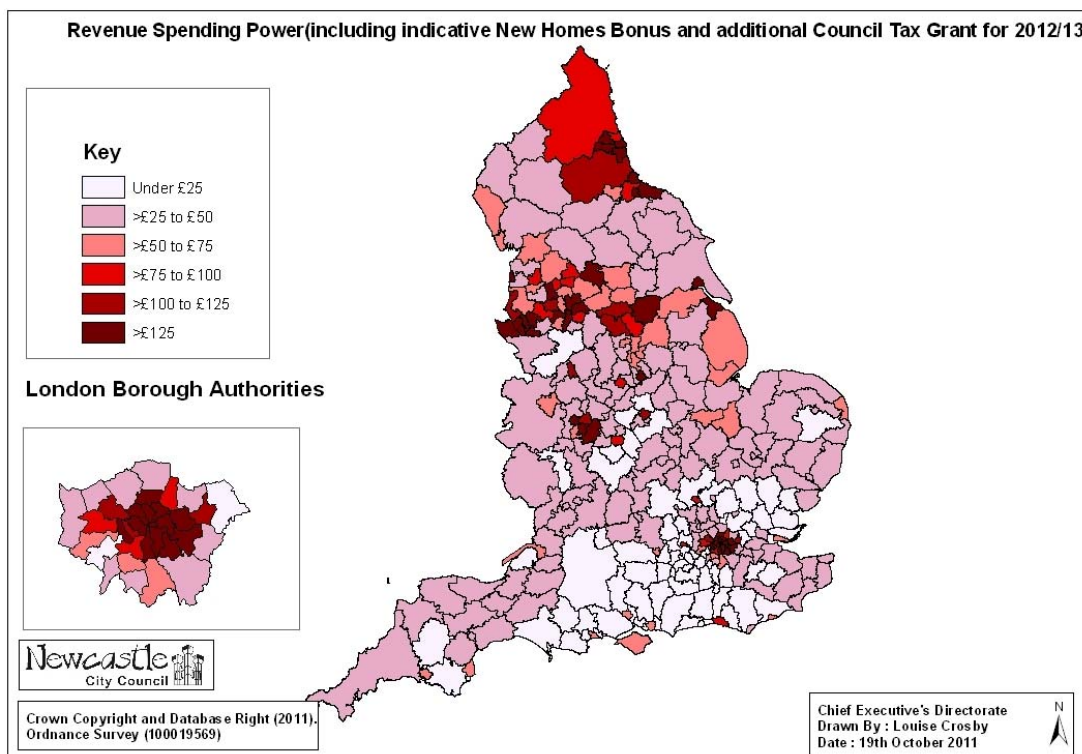 Revenue Spending Power(including indicative New Homes Bonus and additional Council Tax Grant for 2012/13
Key
Under £25
>£25 to £50
>£50 to £75
>£75 to £100
>£100 to £125
>£125
London Borough Authorities
Newcastle
City Council
Crown Copyright and Database Right (2011).
Ordnance Survey (100019569)
Chief Executive's Directorate
Drawn By : Louise Crosby
Date : 19th October 2011
N